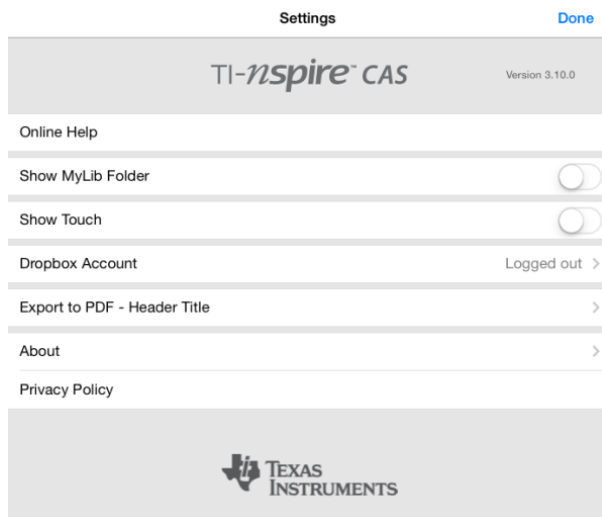 Settings
Done
TI-nspire™ CAS
Version 3.10.0
Online Help
Show MyLib Folder
Show Touch
Dropbox Account
Logged out >
Export to PDF - Header Title >
About >
Privacy Policy
TEXAS
INSTRUMENTS